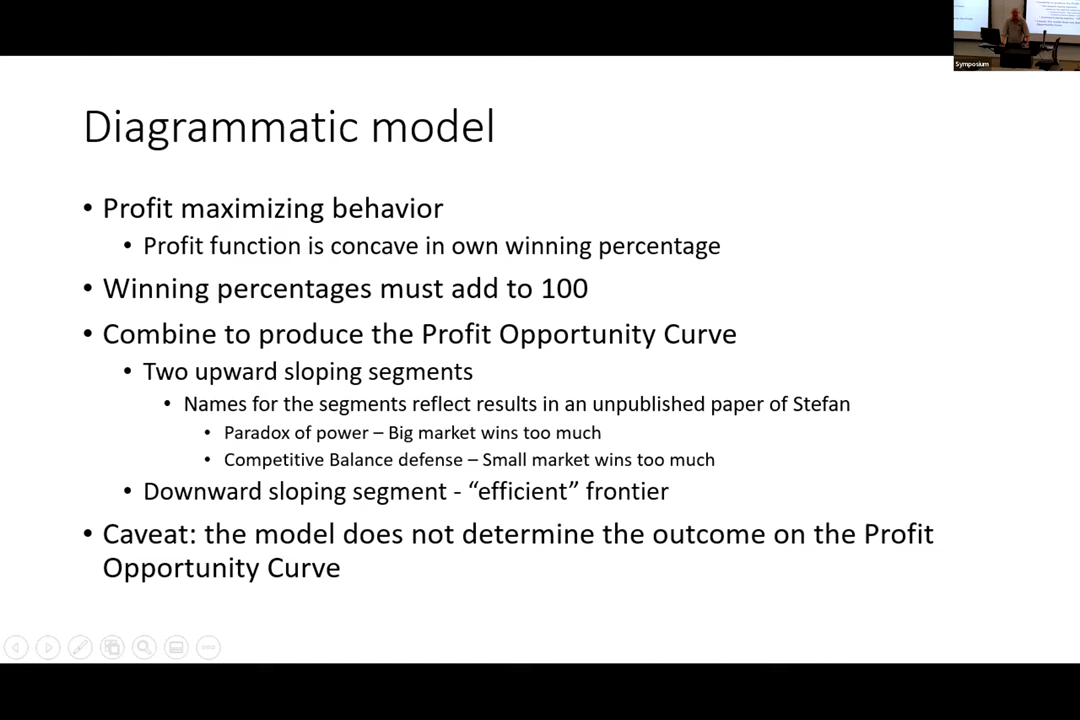 Symposium
Diagrammatic model
• Profit maximizing behavior
• Profit function is concave in own winning percentage
• Winning percentages must add to 100
• Combine to produce the Profit Opportunity Curve
• Two upward sloping segments
• Names for the segments reflect results in an unpublished paper of Stefan
• Paradox of power – Big market wins too much
• Competitive Balance defense – Small market wins too much
• Downward sloping segment - “efficient” frontier
• Caveat: the model does not determine the outcome on the Profit
Opportunity Curve